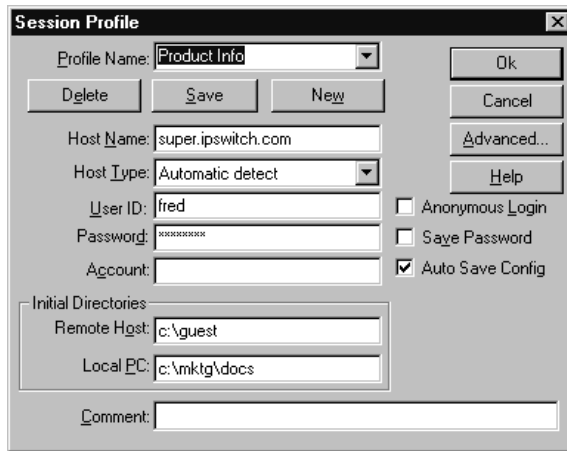 Session Profile
Profile Name: Product Info
Ok
Delete
Save
New
Cancel
Host Name: super.ipswitch.com
Advanced...
Host Type: Automatic detect
Help
User ID: fred
Anonymous Login
Password: ********
Save Password
Account:
Auto Save Config
Initial Directories
Remote Host: c:\guest
Local PC: c:\mktg\docs
Comment: